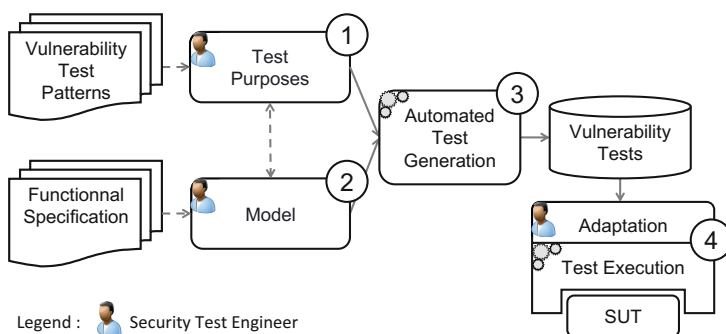 Vulnerability
Test
Patterns
Test
Purposes
1
Functionnal
Specification
Model
2
Automated
Test
Generation
3
Vulnerability
Tests
Adaptation
Test Execution
4
SUT
Legend : Security Test Engineer